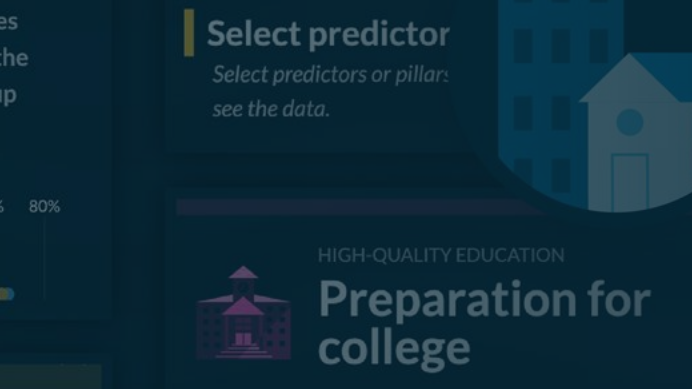 es
the
up
80%
Select predictor
Select predictors or pillars
see the data.
HIGH-QUALITY EDUCATION
Preparation for
college